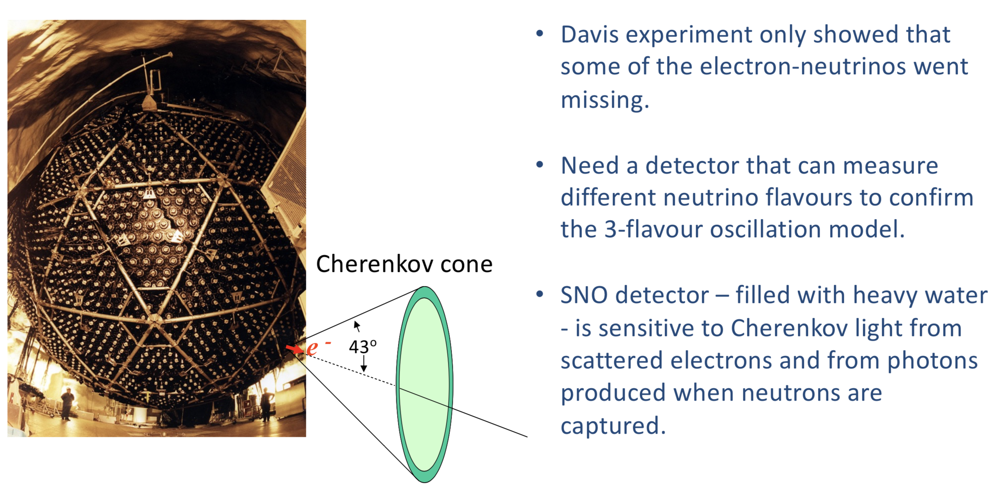 • Davis experiment only showed that
some of the electron-neutrinos went
missing.
• Need a detector that can measure
different neutrino flavours to confirm
the 3-flavour oscillation model.
Cherenkov cone
43º
e -
• SNO detector – filled with heavy water
- is sensitive to Cherenkov light from
scattered electrons and from photons
produced when neutrons are
captured.